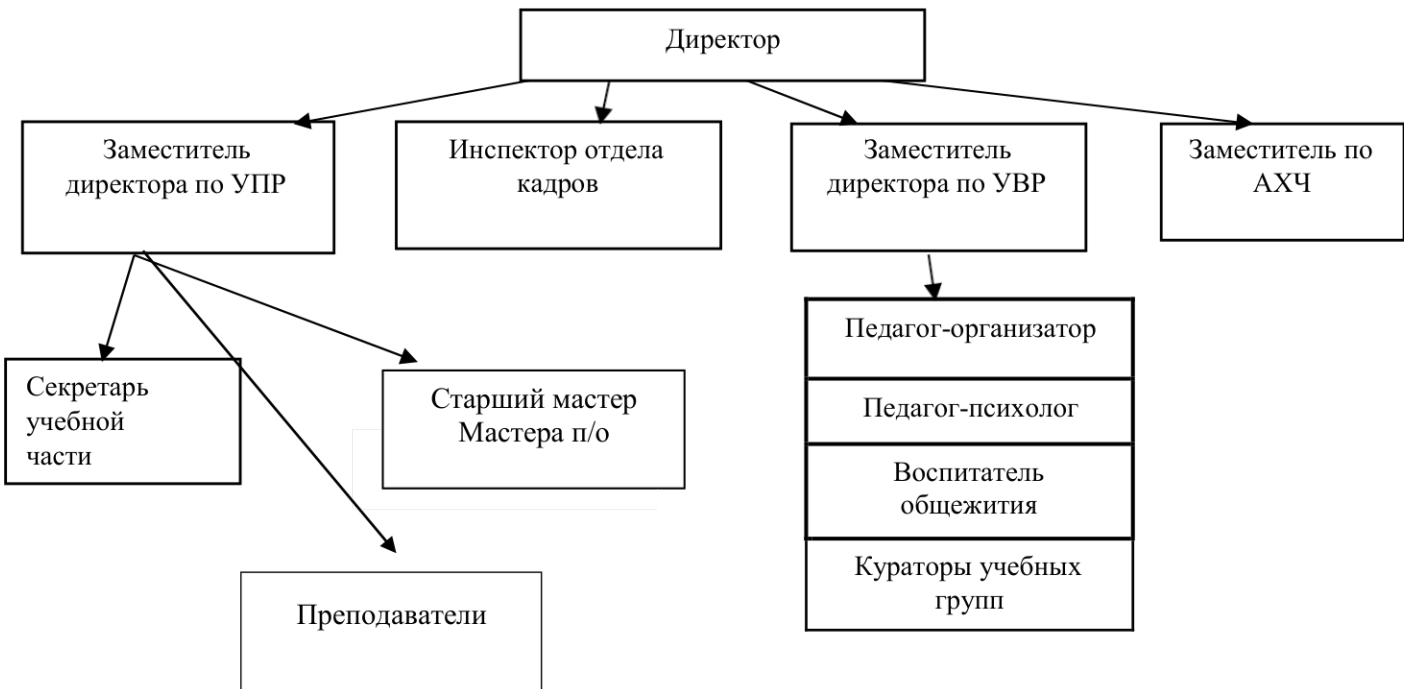 Директор
Заместитель
директора по УПР
Инспектор отдела
кадров
Заместитель
директора по УВР
Заместитель по
АХЧ
Секретарь
учебной
части
Старший мастер
Мастера п/о
Преподаватели
Педагог-организатор
Педагог-психолог
Воспитатель
общежития
Кураторы учебных
групп